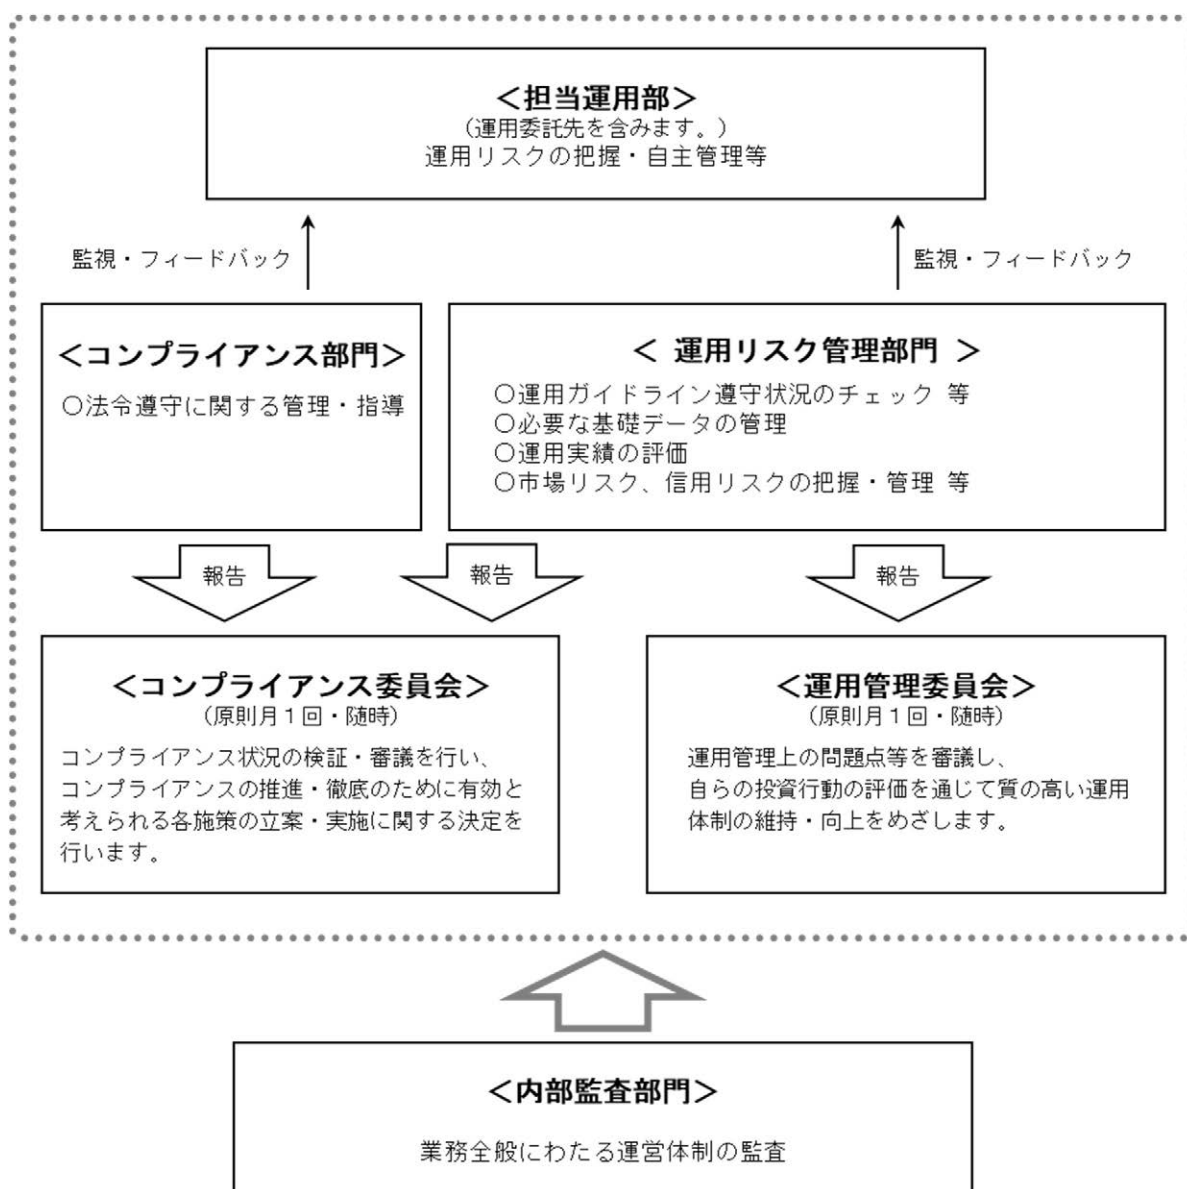 ＜担当運用部＞
（運用委託先を含みます。）
運用リスクの把握・自主管理等
監視・フィードバック
監視・フィードバック
＜コンプライアンス部門＞
○法令遵守に関する管理・指導
＜ 運用リスク管理部門 ＞
○運用ガイドライン遵守状況のチェック 等
○必要な基礎データの管理
○運用実績の評価
○市場リスク、信用リスクの把握・管理 等
報告
報告
報告
＜コンプライアンス委員会＞
（原則月１回・随時）
コンプライアンス状況の検証・審議を行い、
コンプライアンスの推進・徹底のために有効と
考えられる各施策の立案・実施に関する決定を
行います。
＜運用管理委員会＞
（原則月１回・随時）
運用管理上の問題点等を審議し、
自らの投資行動の評価を通じて質の高い運用
体制の維持・向上をめざします。
＜内部監査部門＞
業務全般にわたる運営体制の監査